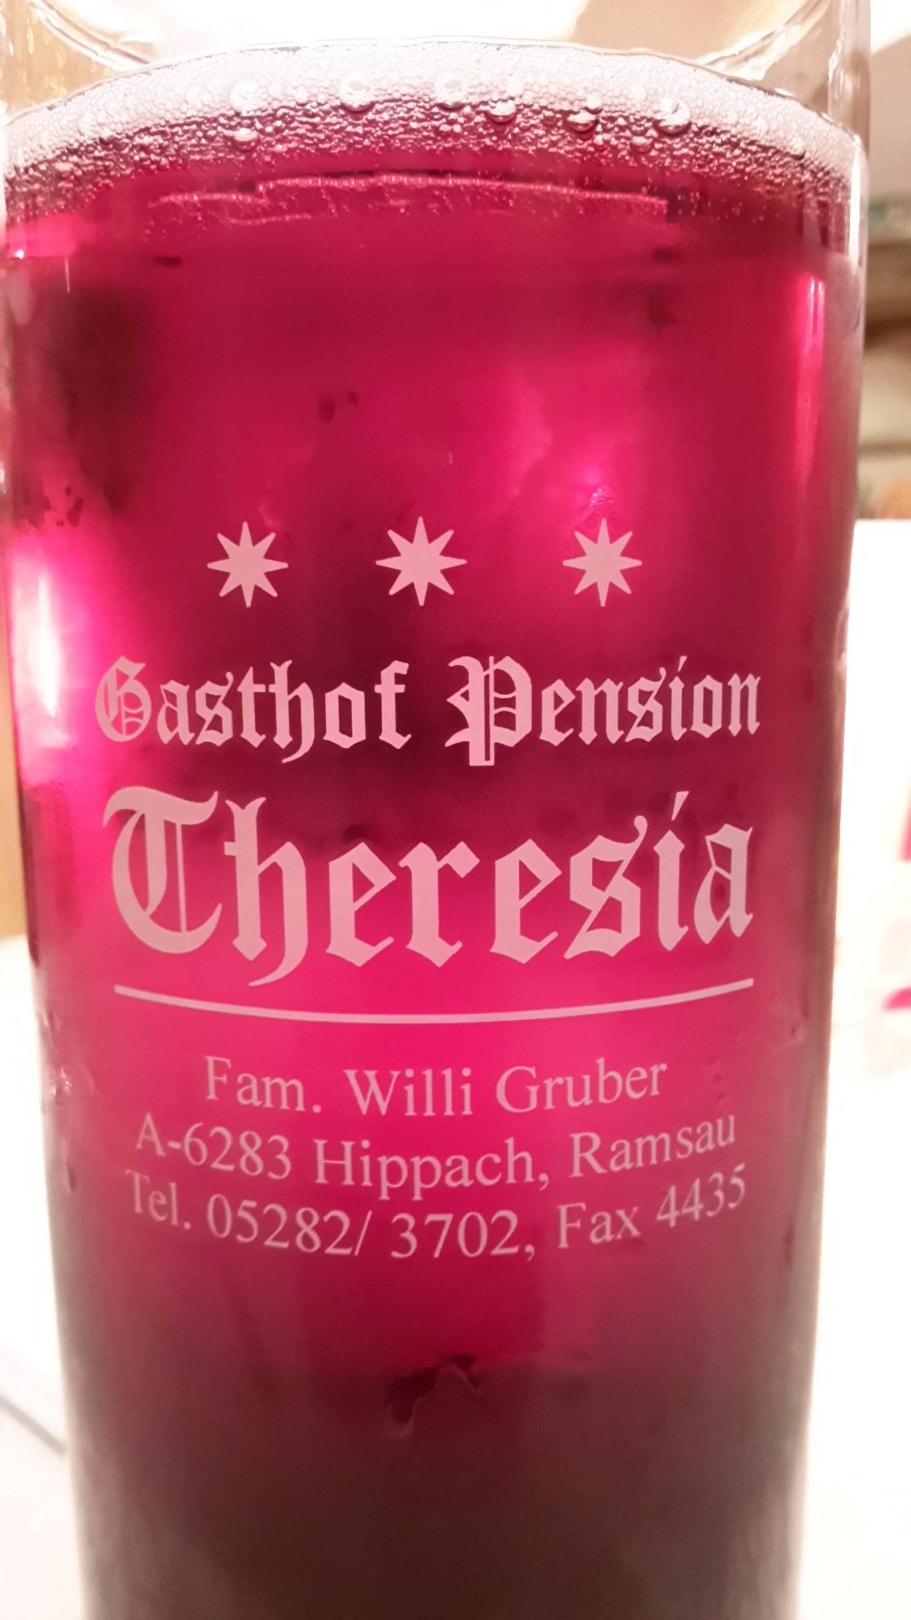 Gasthof Pension
Theresia
Fam. Willi Gruber
A-6283 Hippach, Ramsau
Tel. 05282/ 3702, Fax 4435